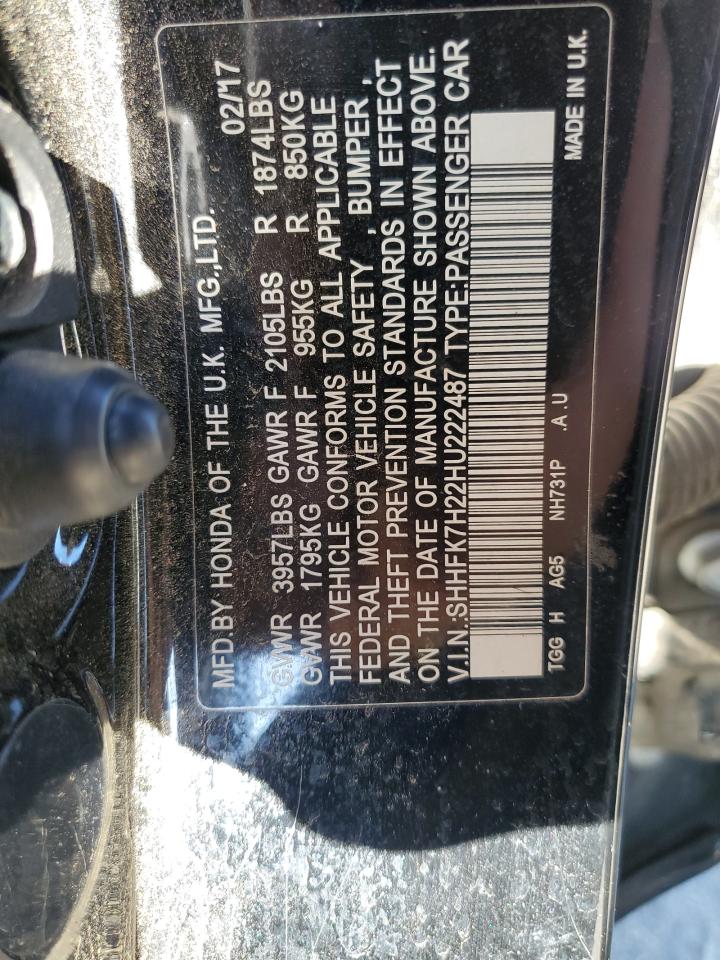 MFD.BY HONDA OF THE U.K. MFG.,LTD. 02/17
GVWR 3957LBS GAWR F 2105LBS R 1874LBS
GVWR 1795KG GAWR F 955KG R 850KG
THIS VEHICLE CONFORMS TO ALL APPLICABLE
FEDERAL MOTOR VEHICLE SAFETY , BUMPER ,
AND THEFT PREVENTION STANDARDS IN EFFECT
ON THE DATE OF MANUFACTURE SHOWN ABOVE.
V.I.N.:SHHFK7H22HU222487 TYPE:PASSENGER CAR
TGG H AG5 NH731P .A.U MADE IN U.K.